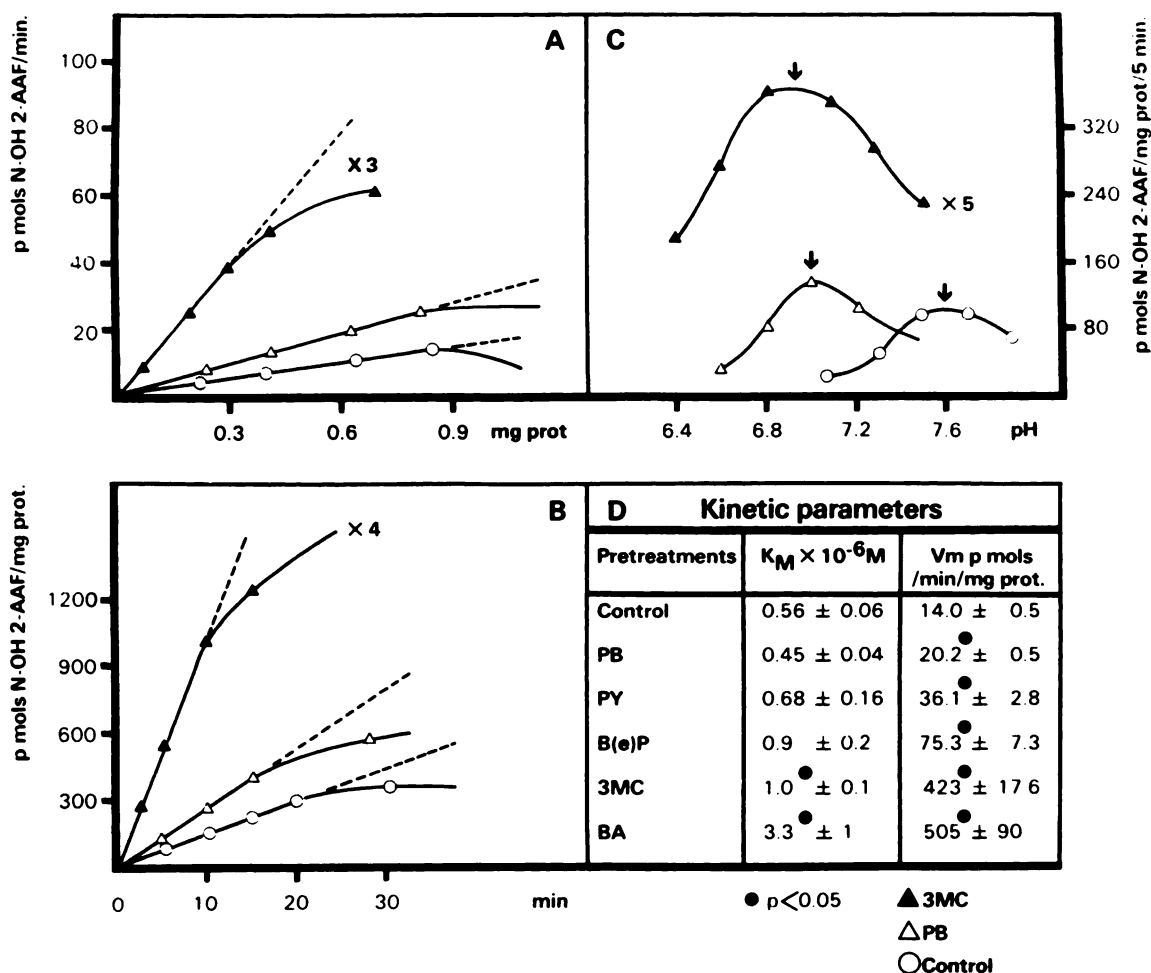 p mols N-OH 2-AAF/min.
100
80
60
40
20
A
X3
0.3 0.6 0.9 mg prot
C
× 5
6.4 6.8 7.2 7.6 pH
320
240
160
80
p mols N-OH 2-AAF/mg prot/5 min.
p mols N-OH 2-AAF/mg prot.
1200
900
600
300
B
× 4
0 10 20 30 min
D Kinetic parameters
Pretreatments KM × 10-6M Vm p mols
/min/mg prot.
Control 0.56 ± 0.06 14.0 ± 0.5
PB 0.45 ± 0.04 20.2● ± 0.5
PY 0.68 ± 0.16 36.1● ± 2.8
B(e)P 0.9 ± 0.2 75.3● ± 7.3
3MC 1.0● ± 0.1 423● ± 17 6
BA 3.3● ± 1 505● ± 90
● p<0.05
▲ 3MC
△ PB
○ Control